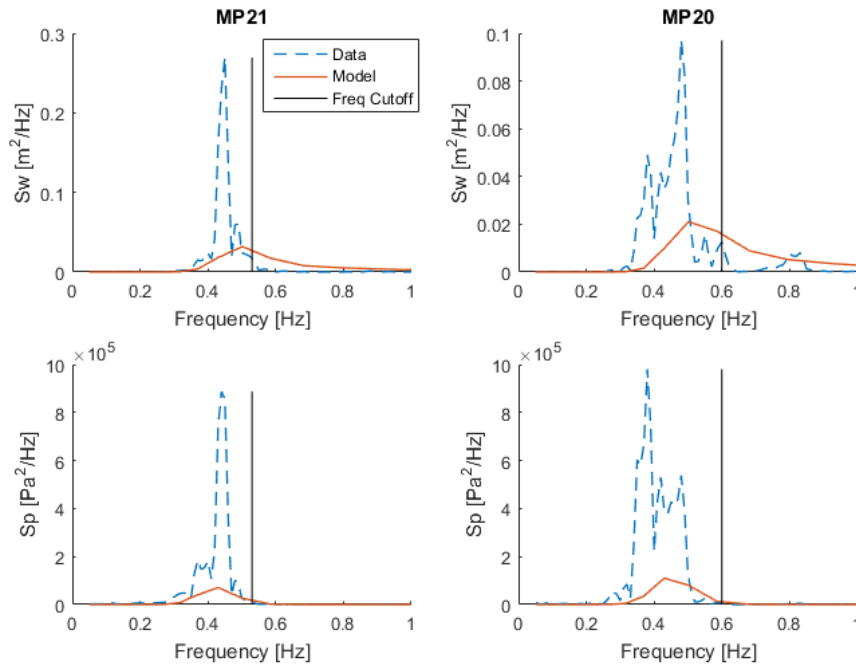 MP21
0.3
0.2
0.1
0
Sw [m²/Hz]
0 0.2 0.4 0.6 0.8 1
Frequency [Hz]
Data
Model
Freq Cutoff
MP20
0.1
0.08
0.06
0.04
0.02
0
Sw [m²/Hz]
0 0.2 0.4 0.6 0.8 1
Frequency [Hz]
×10⁵
10
8
6
4
2
0
Sp [Pa²/Hz]
0 0.2 0.4 0.6 0.8 1
Frequency [Hz]
×10⁵
10
8
6
4
2
0
Sp [Pa²/Hz]
0 0.2 0.4 0.6 0.8 1
Frequency [Hz]